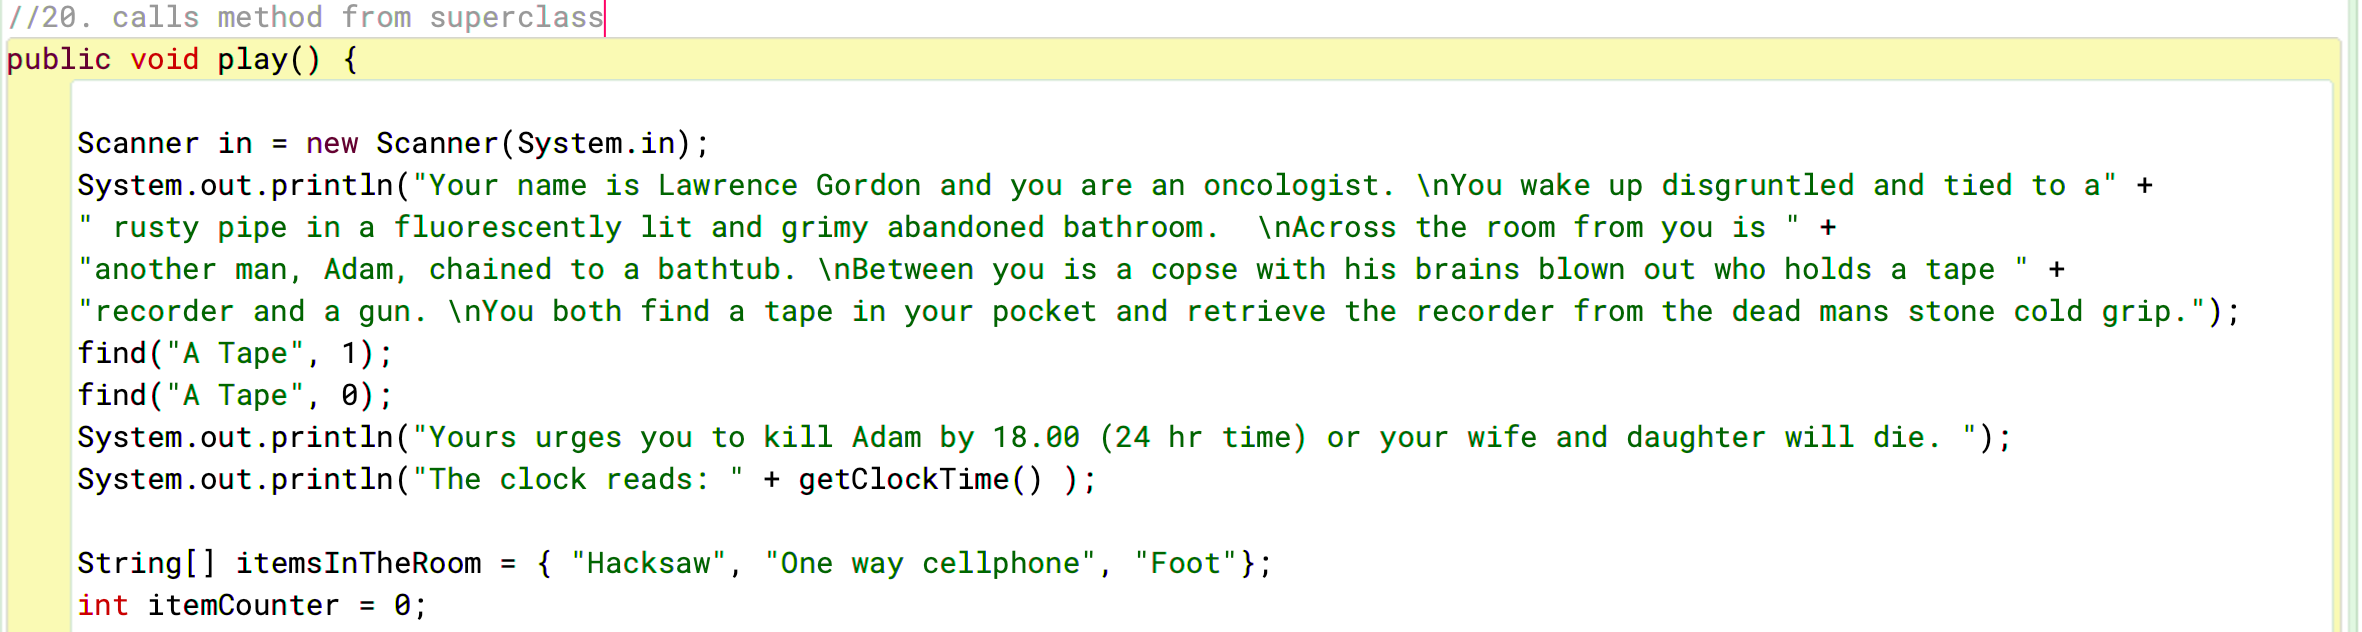 //20. calls method from superclass
public void play() {
Scanner in = new Scanner(System.in);
System.out.println("Your name is Lawrence Gordon and you are an oncologist. \nYou wake up disgruntled and tied to a" +
" rusty pipe in a fluorescently lit and grimy abandoned bathroom.  \nAcross the room from you is " +
"another man, Adam, chained to a bathtub. \nBetween you is a copse with his brains blown out who holds a tape " +
"recorder and a gun. \nYou both find a tape in your pocket and retrieve the recorder from the dead mans stone cold grip.");
find("A Tape", 1);
find("A Tape", 0);
System.out.println("Yours urges you to kill Adam by 18.00 (24 hr time) or your wife and daughter will die. ");
System.out.println("The clock reads: " + getClockTime() );
String[] itemsInTheRoom = { "Hacksaw", "One way cellphone", "Foot"};
int itemCounter = 0;